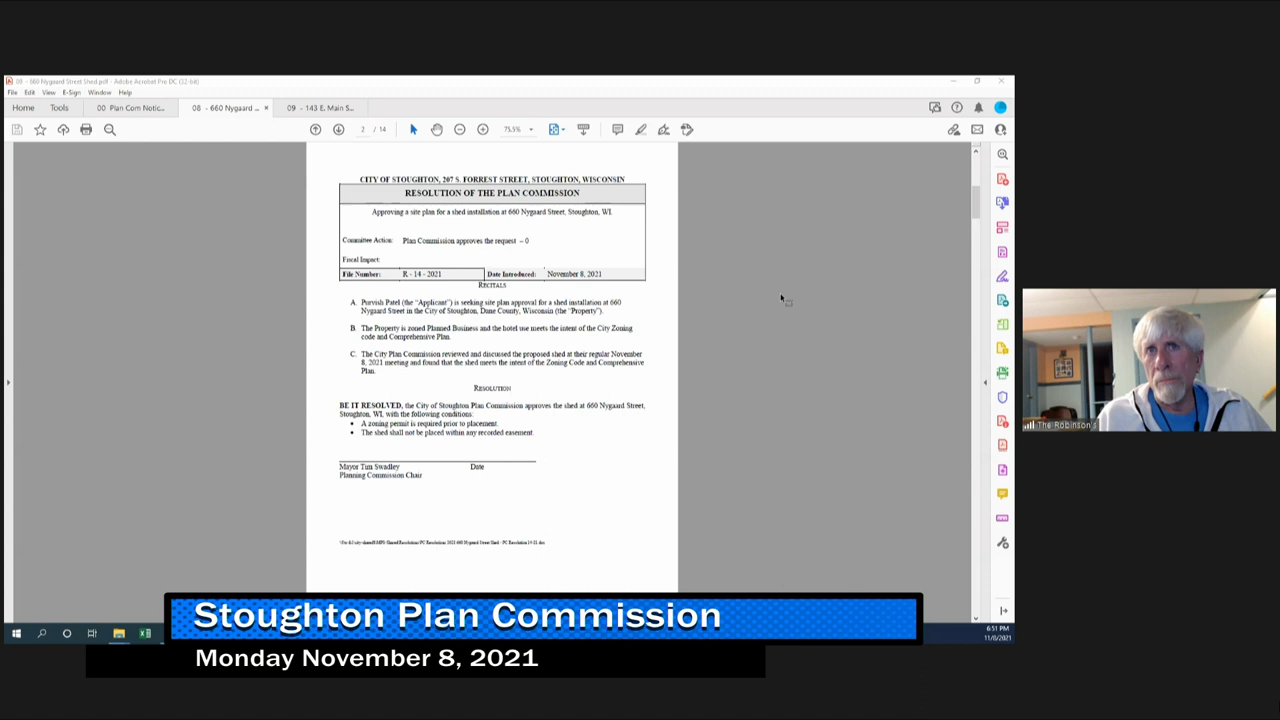 08 - 660 Nygaard Street Shed.pdf - Adobe Acrobat Pro DC (32-bit)
File Edit View E-Sign Window Help
Home Tools 00 Plan Com Notic... 08 - 660 Nygaard ... × 09 - 143 E. Main S...
2 / 14 75.5%
CITY OF STOUGHTON, 207 S. FORREST STREET, STOUGHTON, WISCONSIN
RESOLUTION OF THE PLAN COMMISSION
Approving a site plan for a shed installation at 660 Nygaard Street, Stoughton, WI.
Committee Action: Plan Commission approves the request – 0
Fiscal Impact:
File Number: R - 14 - 2021 Date Introduced: November 8, 2021
RECITALS
A. Purvish Patel (the "Applicant") is seeking site plan approval for a shed installation at 660
Nygaard Street in the City of Stoughton, Dane County, Wisconsin (the "Property").
B. The Property is zoned Planned Business and the hotel use meets the intent of the City Zoning
code and Comprehensive Plan.
C. The City Plan Commission reviewed and discussed the proposed shed at their regular November
8, 2021 meeting and found that the shed meets the intent of the Zoning Code and Comprehensive
Plan.
RESOLUTION
BE IT RESOLVED, the City of Stoughton Plan Commission approves the shed at 660 Nygaard Street,
Stoughton, WI, with the following conditions:
• A zoning permit is required prior to placement.
• The shed shall not be placed within any recorded easement.
Mayor Tim Swadley Date
Planning Commission Chair
The Robinson's
6:51 PM
11/8/2021
Stoughton Plan Commission
Monday November 8, 2021